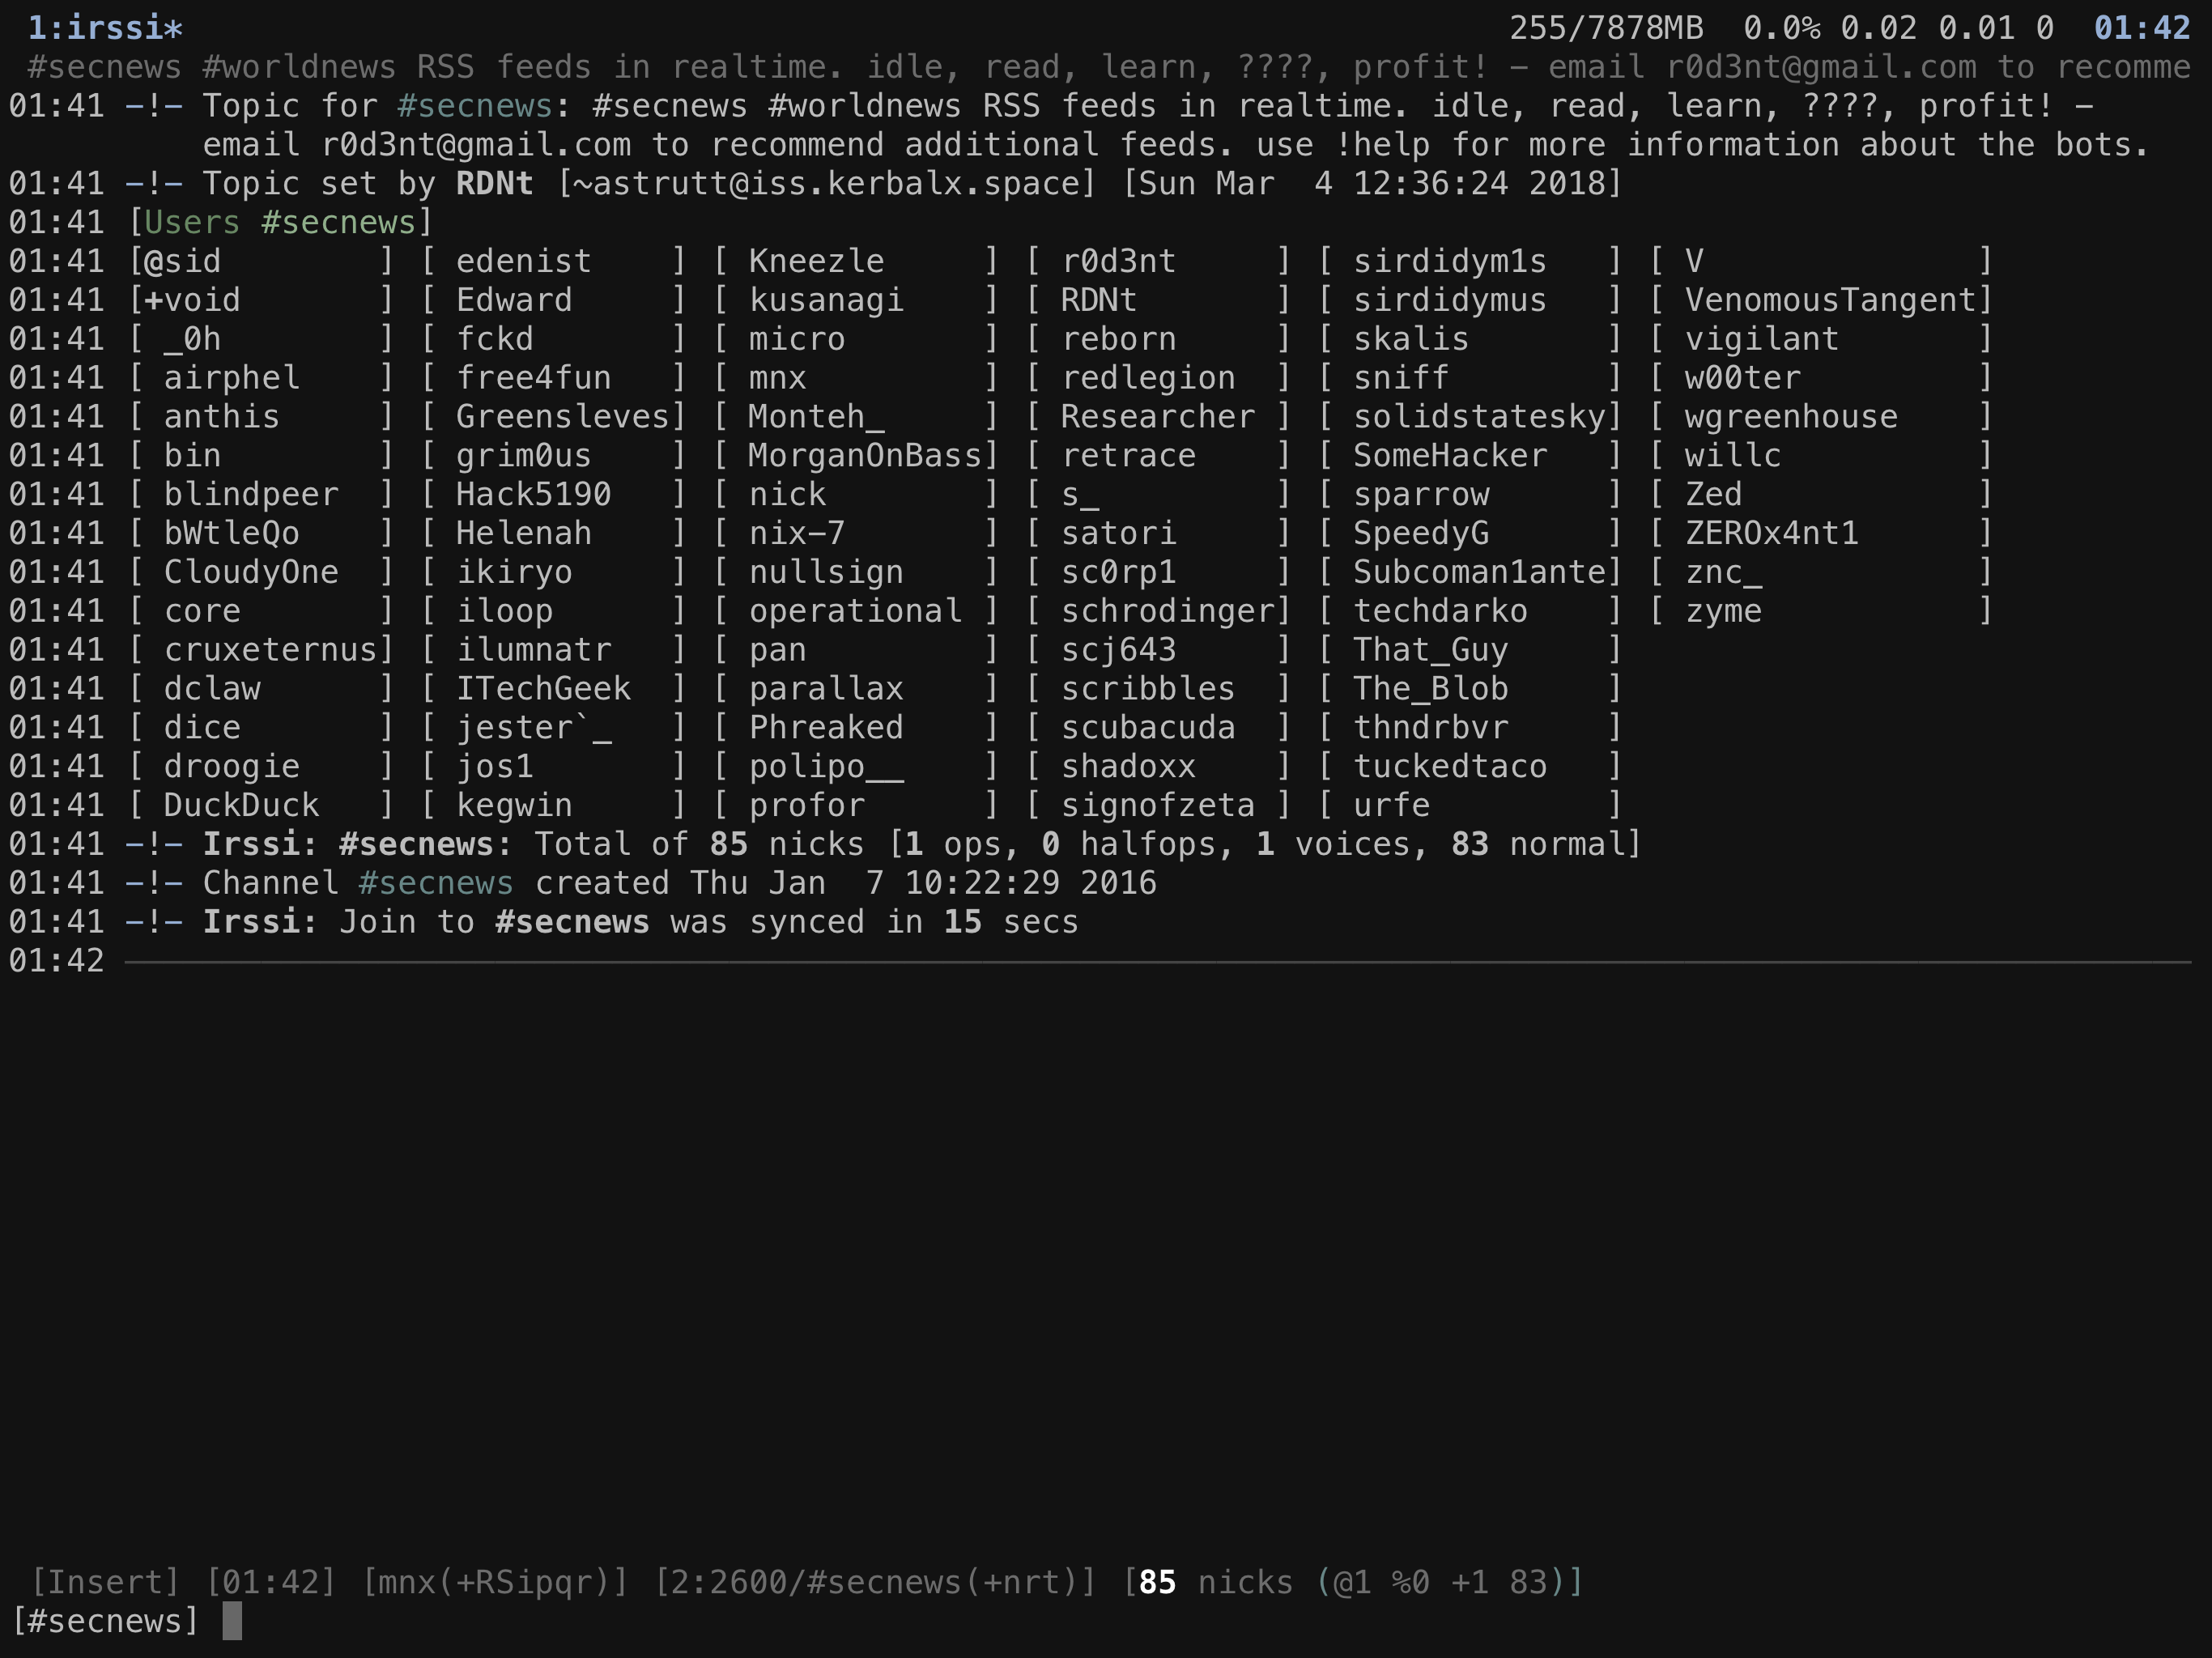 1:irssi* 255/7878MB 0.0% 0.02 0.01 0 01:42
#secnews #worldnews RSS feeds in realtime. idle, read, learn, ????, profit! – email r0d3nt@gmail.com to recomme
01:41 –!– Topic for #secnews: #secnews #worldnews RSS feeds in realtime. idle, read, learn, ????, profit! –
email r0d3nt@gmail.com to recommend additional feeds. use !help for more information about the bots.
01:41 –!– Topic set by RDNt [~astrutt@iss.kerbalx.space] [Sun Mar  4 12:36:24 2018]
01:41 [Users #secnews]
01:41 [@sid        ] [ edenist    ] [ Kneezle     ] [ r0d3nt     ] [ sirdidym1s   ] [ V              ]
01:41 [+void       ] [ Edward     ] [ kusanagi    ] [ RDNt       ] [ sirdidymus   ] [ VenomousTangent]
01:41 [ _0h        ] [ fckd       ] [ micro       ] [ reborn     ] [ skalis       ] [ vigilant       ]
01:41 [ airphel    ] [ free4fun   ] [ mnx         ] [ redlegion  ] [ sniff        ] [ w00ter         ]
01:41 [ anthis     ] [ Greensleves] [ Monteh_     ] [ Researcher ] [ solidstatesky] [ wgreenhouse    ]
01:41 [ bin        ] [ grim0us    ] [ MorganOnBass] [ retrace    ] [ SomeHacker   ] [ willc          ]
01:41 [ blindpeer  ] [ Hack5190   ] [ nick        ] [ s_         ] [ sparrow      ] [ Zed            ]
01:41 [ bWtleQo    ] [ Helenah    ] [ nix–7       ] [ satori     ] [ SpeedyG      ] [ ZEROx4nt1      ]
01:41 [ CloudyOne  ] [ ikiryo     ] [ nullsign    ] [ sc0rp1     ] [ Subcoman1ante] [ znc_           ]
01:41 [ core       ] [ iloop      ] [ operational ] [ schrodinger] [ techdarko    ] [ zyme           ]
01:41 [ cruxeternus] [ ilumnatr   ] [ pan         ] [ scj643     ] [ That_Guy     ]
01:41 [ dclaw      ] [ ITechGeek  ] [ parallax    ] [ scribbles  ] [ The_Blob     ]
01:41 [ dice       ] [ jester`_   ] [ Phreaked    ] [ scubacuda  ] [ thndrbvr     ]
01:41 [ droogie    ] [ jos1       ] [ polipo__    ] [ shadoxx    ] [ tuckedtaco   ]
01:41 [ DuckDuck   ] [ kegwin     ] [ profor      ] [ signofzeta ] [ urfe         ]
01:41 –!– Irssi: #secnews: Total of 85 nicks [1 ops, 0 halfops, 1 voices, 83 normal]
01:41 –!– Channel #secnews created Thu Jan  7 10:22:29 2016
01:41 –!– Irssi: Join to #secnews was synced in 15 secs
01:42
[Insert] [01:42] [mnx(+RSipqr)] [2:2600/#secnews(+nrt)] [85 nicks (@1 %0 +1 83)]
[#secnews]